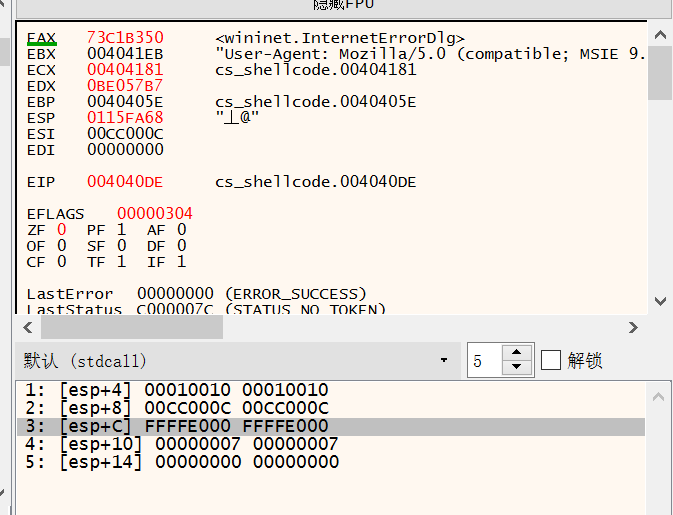 隐藏FPU
EAX 73C1B350 <wininet.InternetErrorDlg>
EBX 004041EB "User-Agent: Mozilla/5.0 (compatible; MSIE 9.
ECX 00404181 cs_shellcode.00404181
EDX 0BE057B7
EBP 0040405E cs_shellcode.0040405E
ESP 0115FA68 "丄@"
ESI 00CC000C
EDI 00000000
EIP 004040DE cs_shellcode.004040DE
EFLAGS 00000304
ZF 0 PF 1 AF 0
OF 0 SF 0 DF 0
CF 0 TF 1 IF 1
LastError 00000000 (ERROR_SUCCESS)
LastStatus C000007C (STATUS_NO_TOKEN)
默认 (stdcall) 5 解锁
1: [esp+4] 00010010 00010010
2: [esp+8] 00CC000C 00CC000C
3: [esp+C] FFFFE000 FFFFE000
4: [esp+10] 00000007 00000007
5: [esp+14] 00000000 00000000